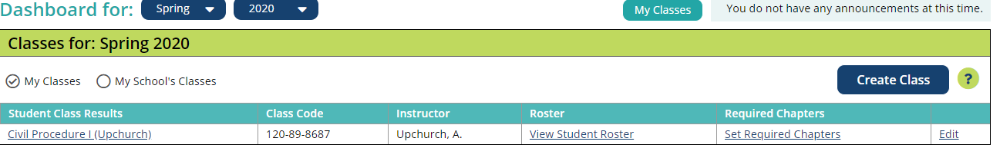 Dashboard for: Spring 2020 My Classes You do not have any announcements at this time.
Classes for: Spring 2020
My Classes My School's Classes Create Class ?
Student Class Results Class Code Instructor Roster Required Chapters
Civil Procedure I (Upchurch) 120-89-8687 Upchurch, A. View Student Roster Set Required Chapters Edit